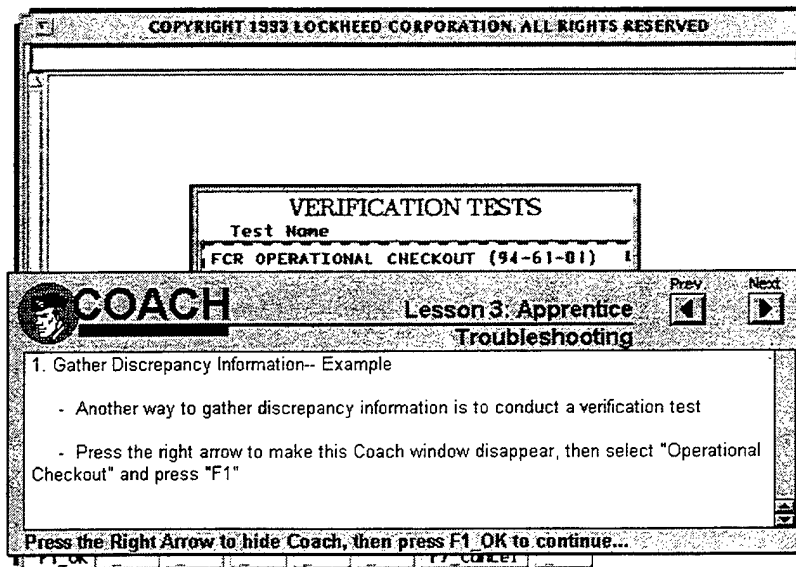 COPYRIGHT 1993 LOCKHEED CORPORATION. ALL RIGHTS RESERVED
VERIFICATION TESTS
Test Name
FCR OPERATIONAL CHECKOUT (94-61-01)
COACH
Lesson 3: Apprentice
Troubleshooting
Prev
Next
1. Gather Discrepancy Information-- Example
- Another way to gather discrepancy information is to conduct a verification test
- Press the right arrow to make this Coach window disappear, then select "Operational
Checkout" and press "F1"
Press the Right Arrow to hide Coach, then press F1_OK to continue...
F1_OK
F7_Cancel